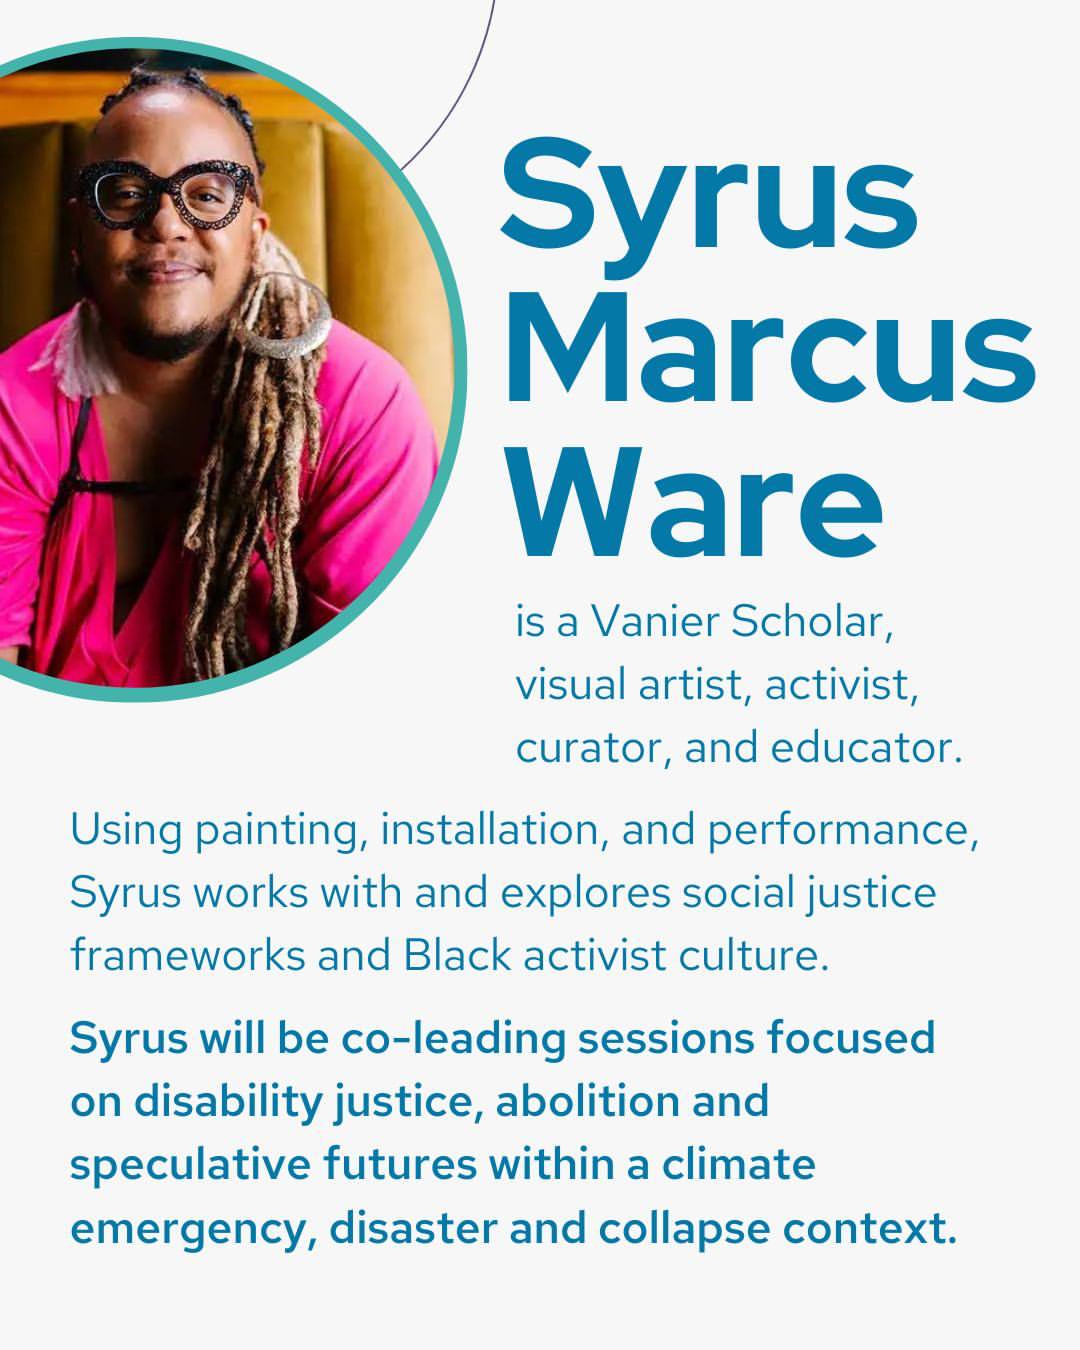 Syrus
Marcus
Ware
is a Vanier Scholar,
visual artist, activist,
curator, and educator.
Using painting, installation, and performance,
Syrus works with and explores social justice
frameworks and Black activist culture.
Syrus will be co-leading sessions focused
on disability justice, abolition and
speculative futures within a climate
emergency, disaster and collapse context.